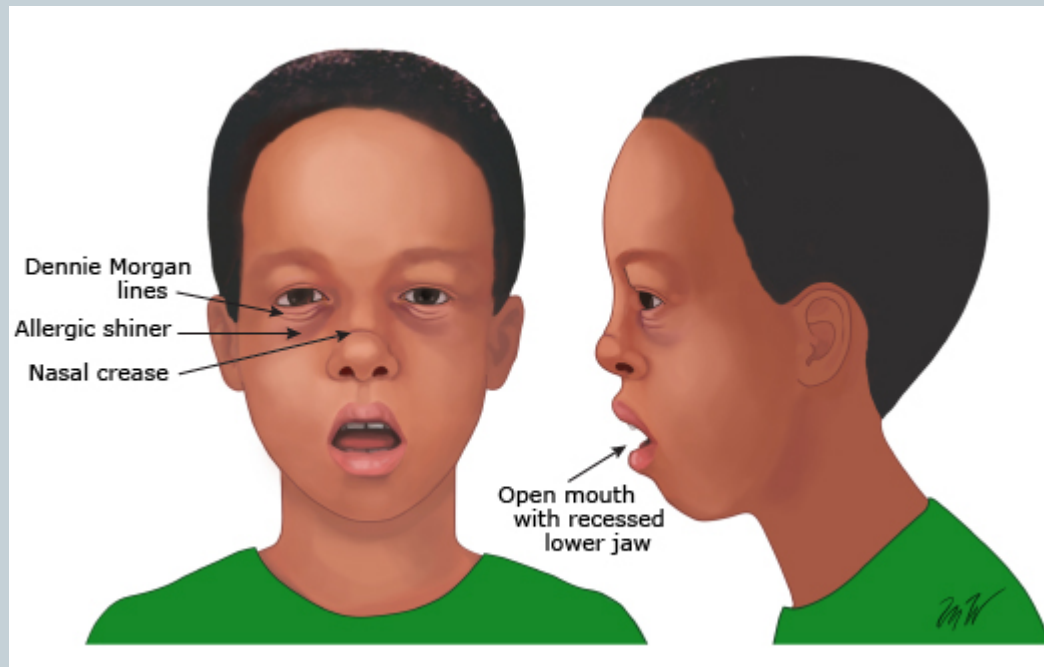 Dennie Morgan
lines
Allergic shiner
Nasal crease
Open mouth
with recessed
lower jaw